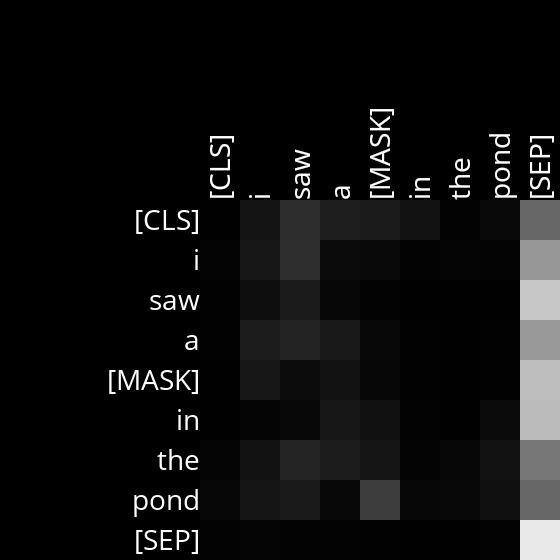 [CLS] i saw a [MASK] in the pond [SEP]
[CLS]
i
saw
a
[MASK]
in
the
pond
[SEP]